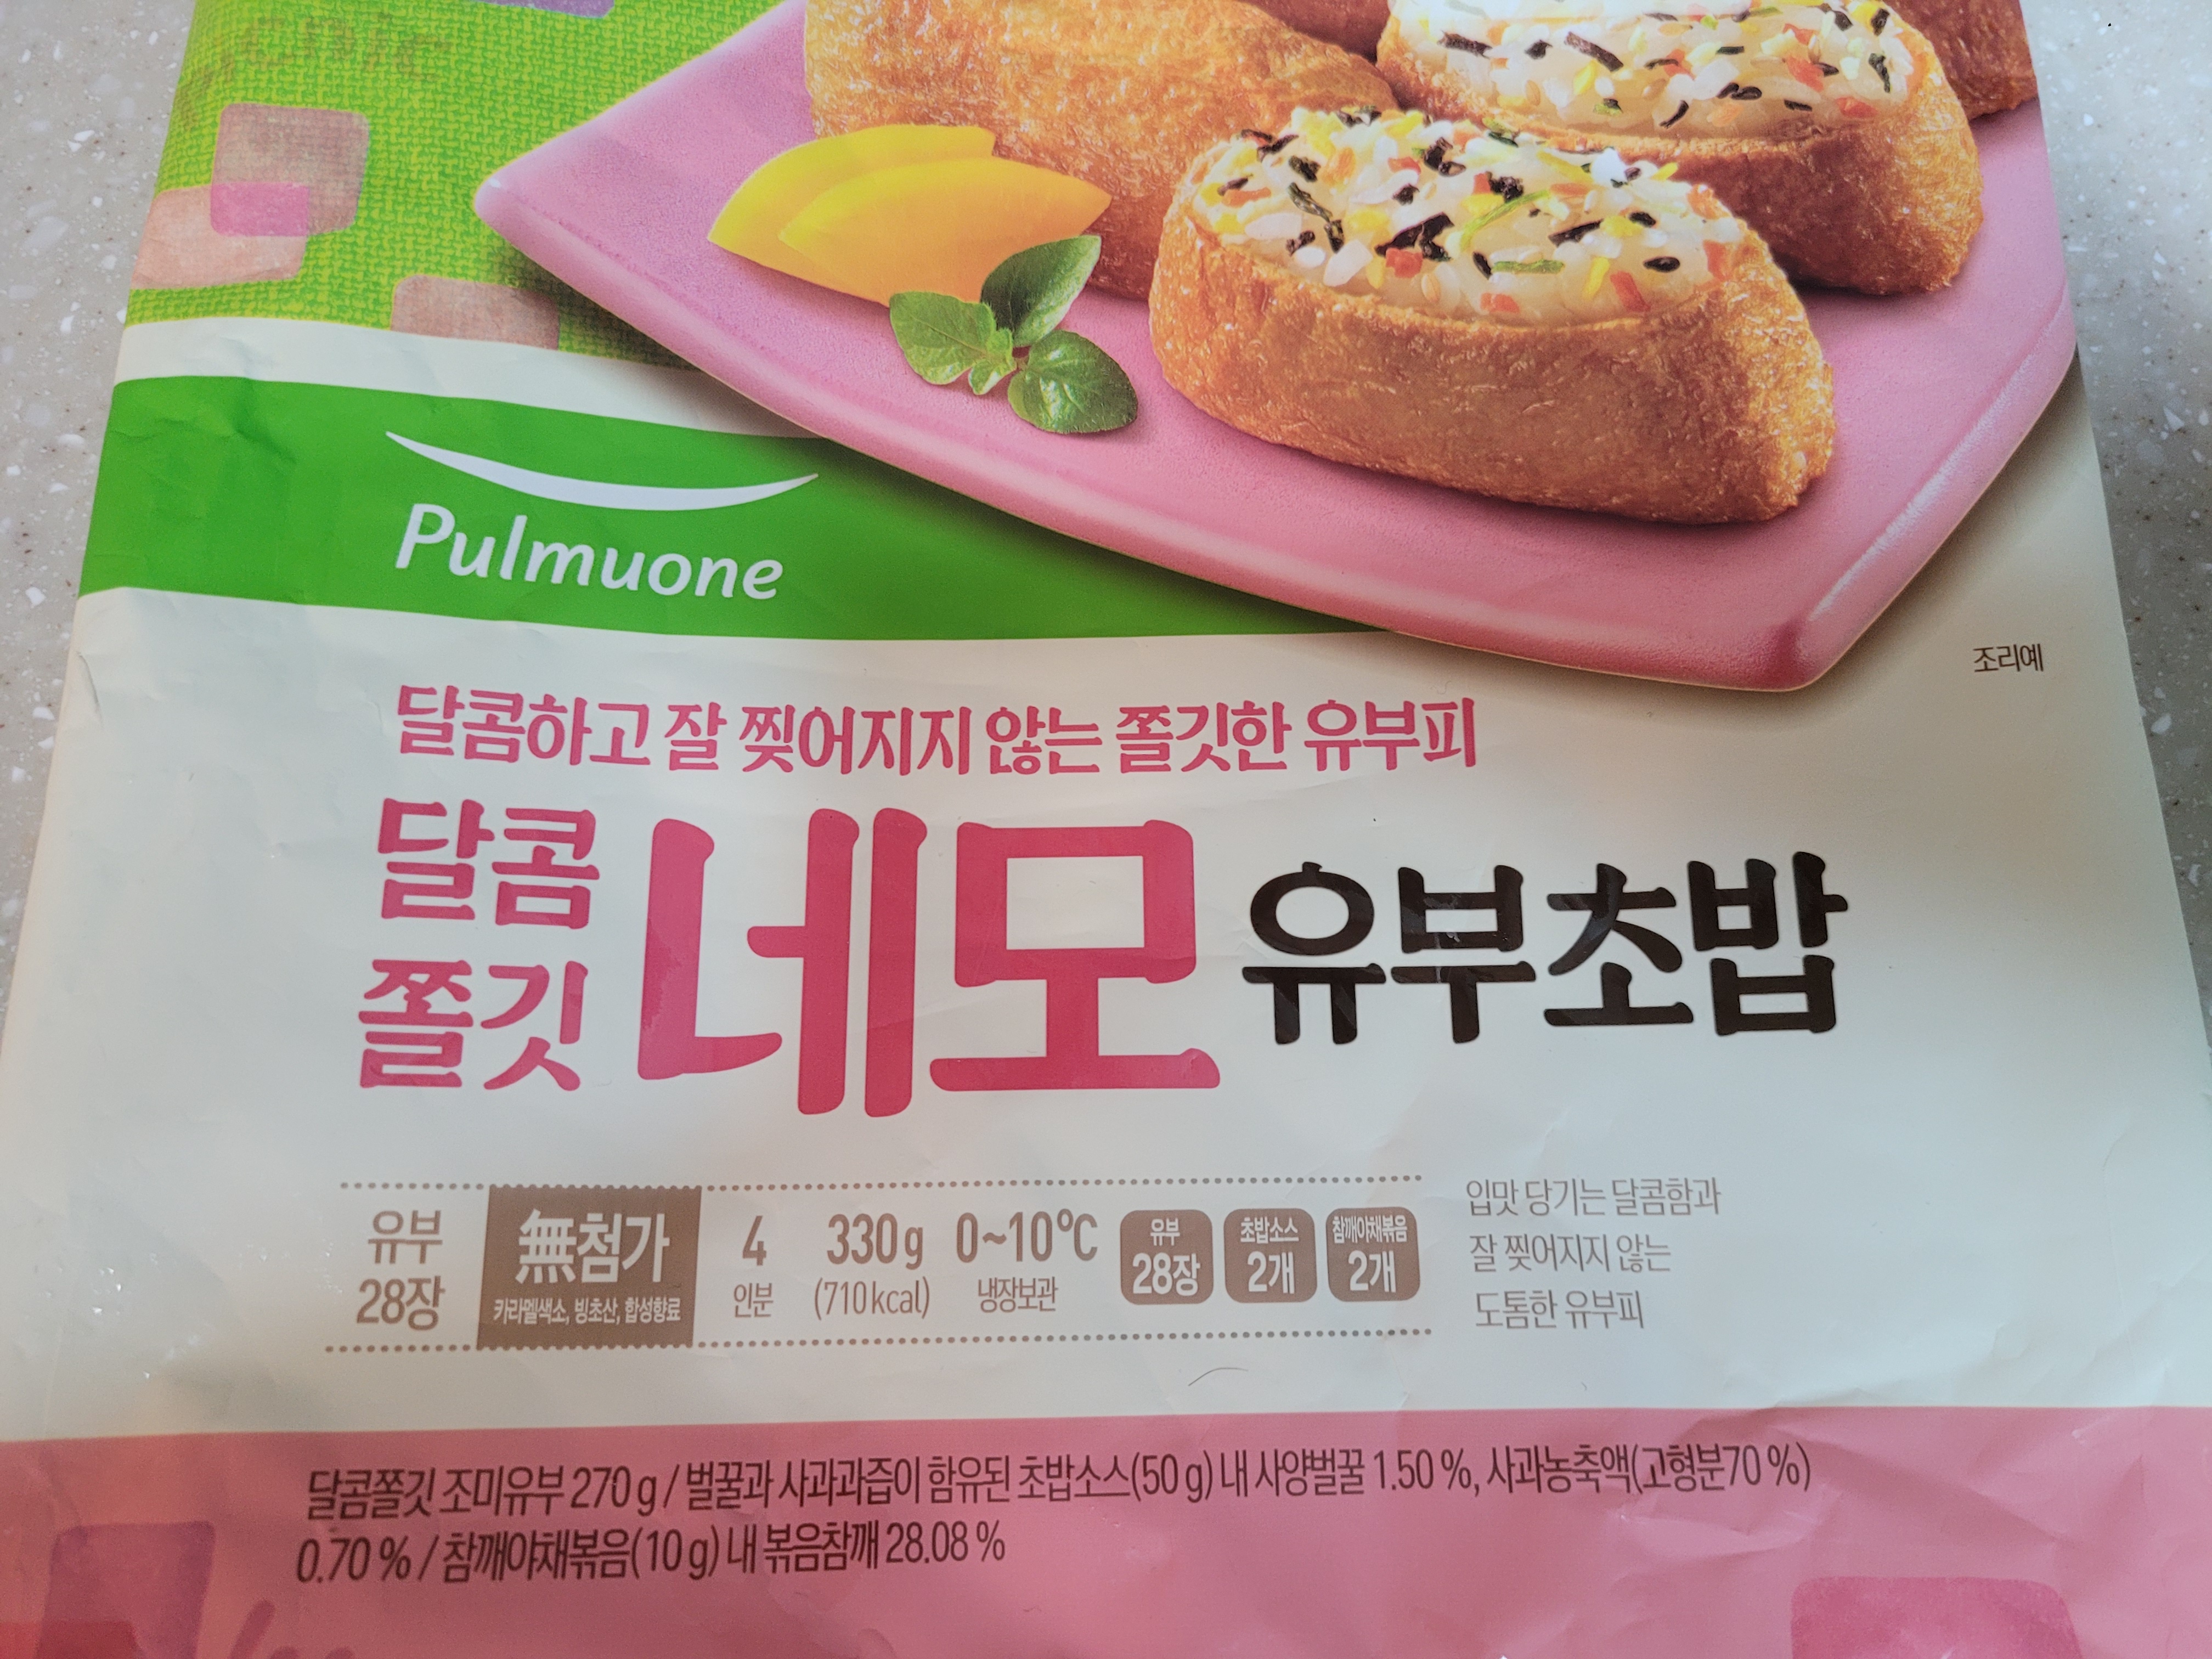 Pulmuone
조리예
달콤하고 잘 찢어지지 않는 쫄깃한 유부피
달콤
쫄깃
네모
유부초밥
유부
28장
無첨가
카라멜색소, 빙초산, 합성향료
4
인분
330g
(710kcal)
0~10℃
냉장보관
유부
28장
초밥소스
2개
참깨야채볶음
2개
입맛 당기는 달콤함과
잘 찢어지지 않는
도톰한 유부피
달콤쫄깃 조미유부 270g / 벌꿀과 사과과즙이 함유된 초밥소스(50g) 내 사양벌꿀 1.50%, 사과농축액(고형분70%)
0.70% / 참깨야채볶음(10g) 내 볶음참깨 28.08%